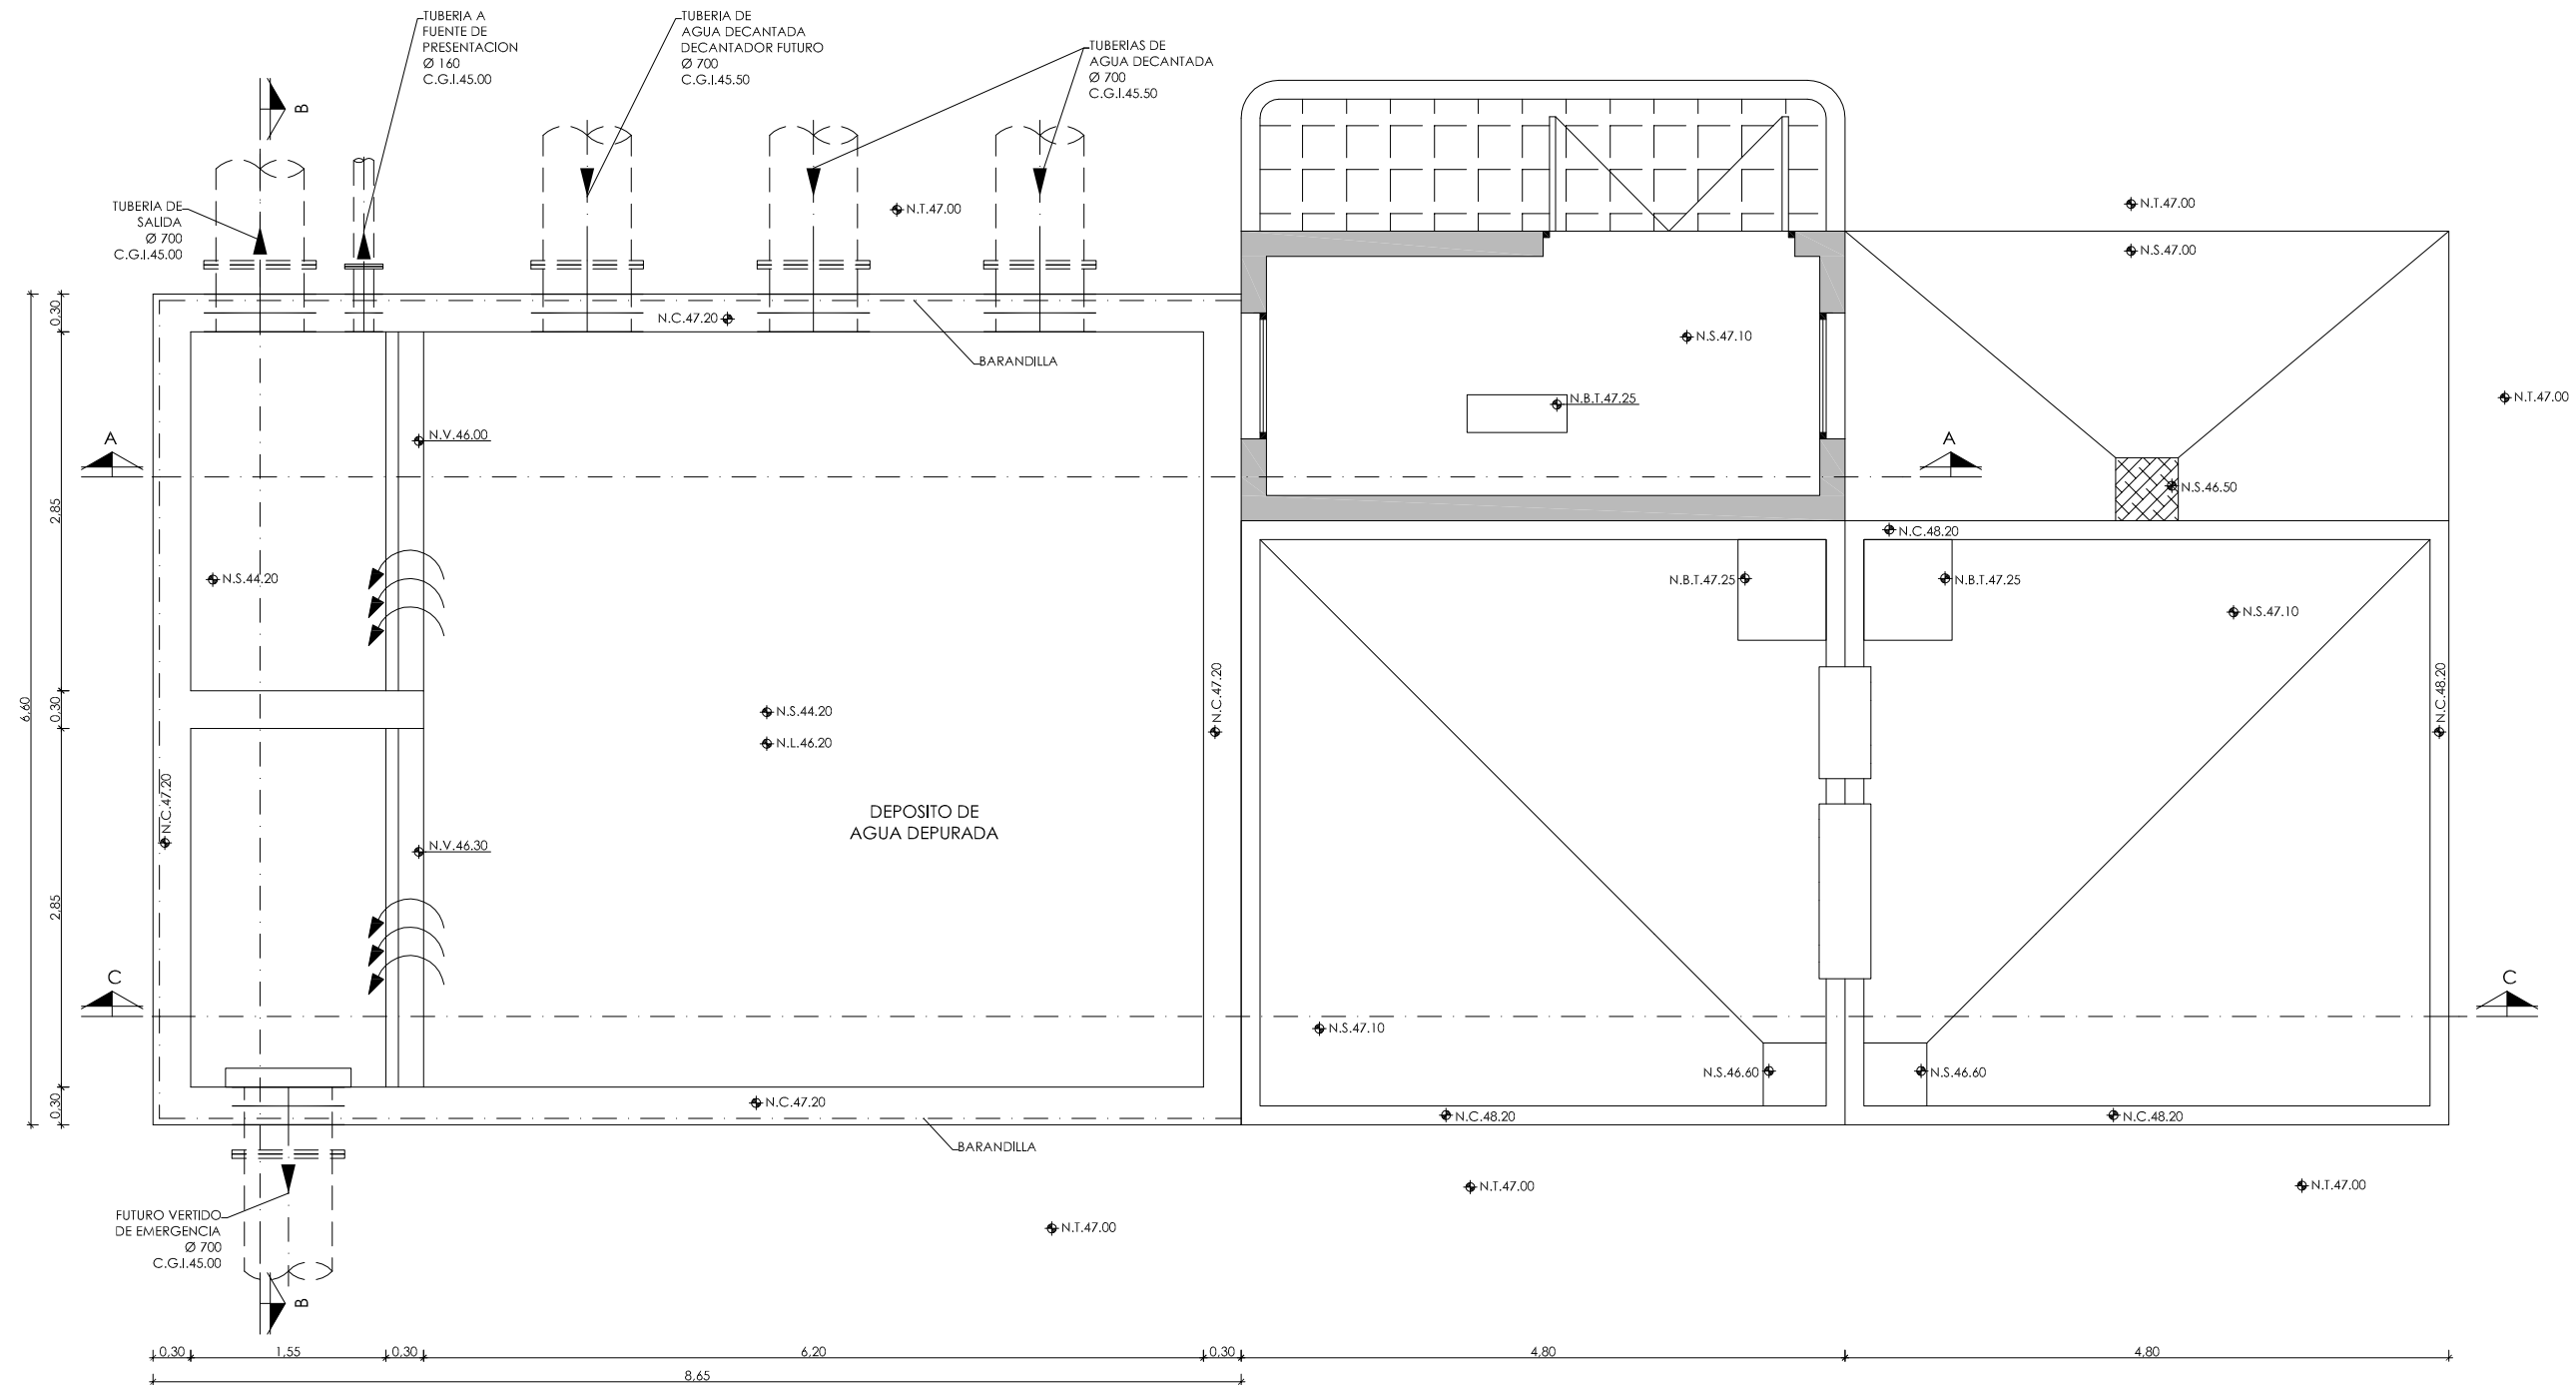 TUBERIA A
FUENTE DE
PRESENTACION
Ø 160
C.G.I.45.00
TUBERIA DE
AGUA DECANTADA
DECANTADOR FUTURO
Ø 700
C.G.I.45.50
TUBERIAS DE
AGUA DECANTADA
Ø 700
C.G.I.45.50
B
TUBERIA DE
SALIDA
Ø 700
C.G.I.45.00
N.T.47.00
N.T.47.00
N.S.47.00
N.C.47.20
BARANDILLA
N.S.47.10
N.B.T.47.25
N.T.47.00
A
N.V.46.00
A
N.S.46.50
N.C.48.20
N.S.44.20
N.B.T.47.25
N.B.T.47.25
N.S.47.10
0,30
2,85
0,30
2,85
0,30
6,60
N.S.44.20
N.L.46.20
N.C.47.20
N.C.48.20
N.C.47.20
DEPOSITO DE
AGUA DEPURADA
N.V.46.30
C
C
N.S.47.10
N.S.46.60
N.S.46.60
N.C.47.20
N.C.48.20
N.C.48.20
BARANDILLA
N.T.47.00
N.T.47.00
N.T.47.00
FUTURO VERTIDO
DE EMERGENCIA
Ø 700
C.G.I.45.00
B
0,30
1,55
0,30
6,20
0,30
4,80
4,80
8,65